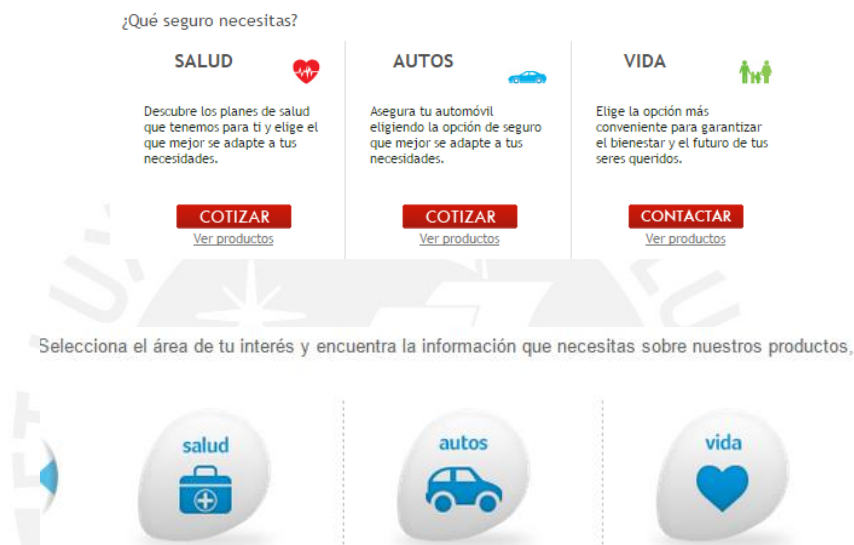 ¿Qué seguro necesitas?
SALUD
Descubre los planes de salud
que tenemos para ti y elige el
que mejor se adapte a tus
necesidades.
COTIZAR
Ver productos
AUTOS
Asegura tu automóvil
eligiendo la opción de seguro
que mejor se adapte a tus
necesidades.
COTIZAR
Ver productos
VIDA
Elige la opción más
conveniente para garantizar
el bienestar y el futuro de tus
seres queridos.
CONTACTAR
Ver productos
Selecciona el área de tu interés y encuentra la información que necesitas sobre nuestros productos,
salud
autos
vida